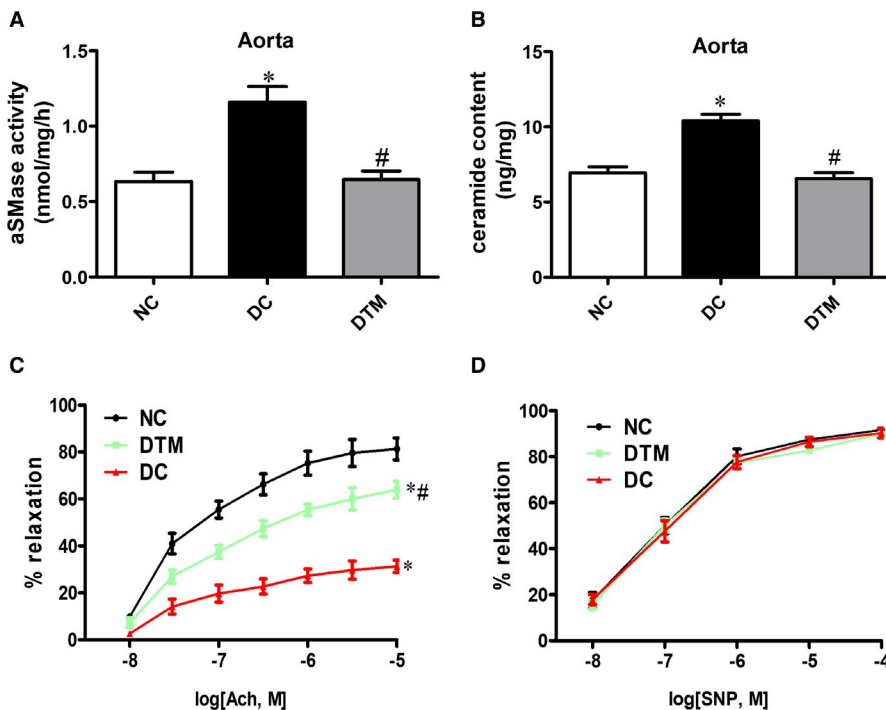 A
Aorta
aSMase activity
(nmol/mg/h)
1.5
1.0
0.5
0.0
*
#
NC
DC
DTM
B
Aorta
ceramide content
(ng/mg)
15
10
5
0
*
#
NC
DC
DTM
C
% relaxation
100
80
60
40
20
0
NC
DTM
DC
*#
*
-8
-7
-6
-5
log[Ach, M]
D
% relaxation
100
80
60
40
20
0
NC
DTM
DC
-8
-7
-6
-5
-4
log[SNP, M]